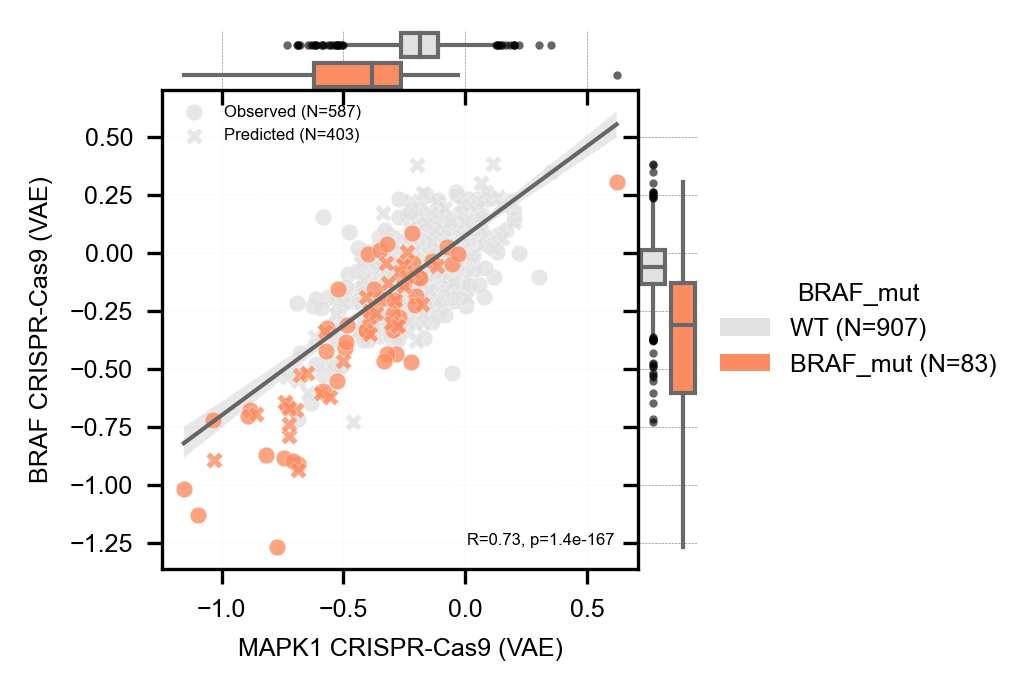 Observed (N=587)
Predicted (N=403)
0.50
0.25
0.00
−0.25
−0.50
−0.75
−1.00
−1.25
BRAF CRISPR-Cas9 (VAE)
R=0.73, p=1.4e-167
−1.0
−0.5
0.0
0.5
MAPK1 CRISPR-Cas9 (VAE)
BRAF_mut
WT (N=907)
BRAF_mut (N=83)